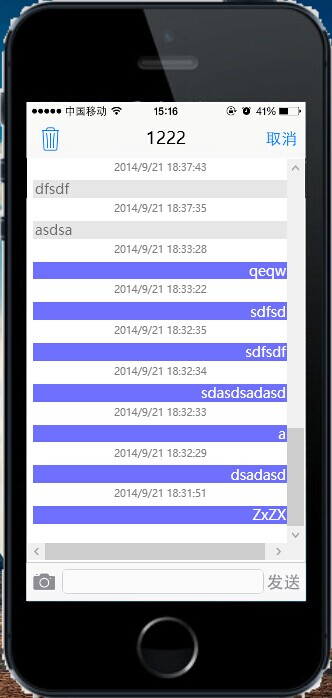 中国移动 15:16 41%
1222 取消
2014/9/21 18:37:43
dfsdf
2014/9/21 18:37:35
asdsa
2014/9/21 18:33:28
qeqw
2014/9/21 18:33:22
sdfsd
2014/9/21 18:32:35
sdfsdf
2014/9/21 18:32:34
sdasdsadasd
2014/9/21 18:32:33
a
2014/9/21 18:32:29
dsadasd
2014/9/21 18:31:51
ZxZX
发送